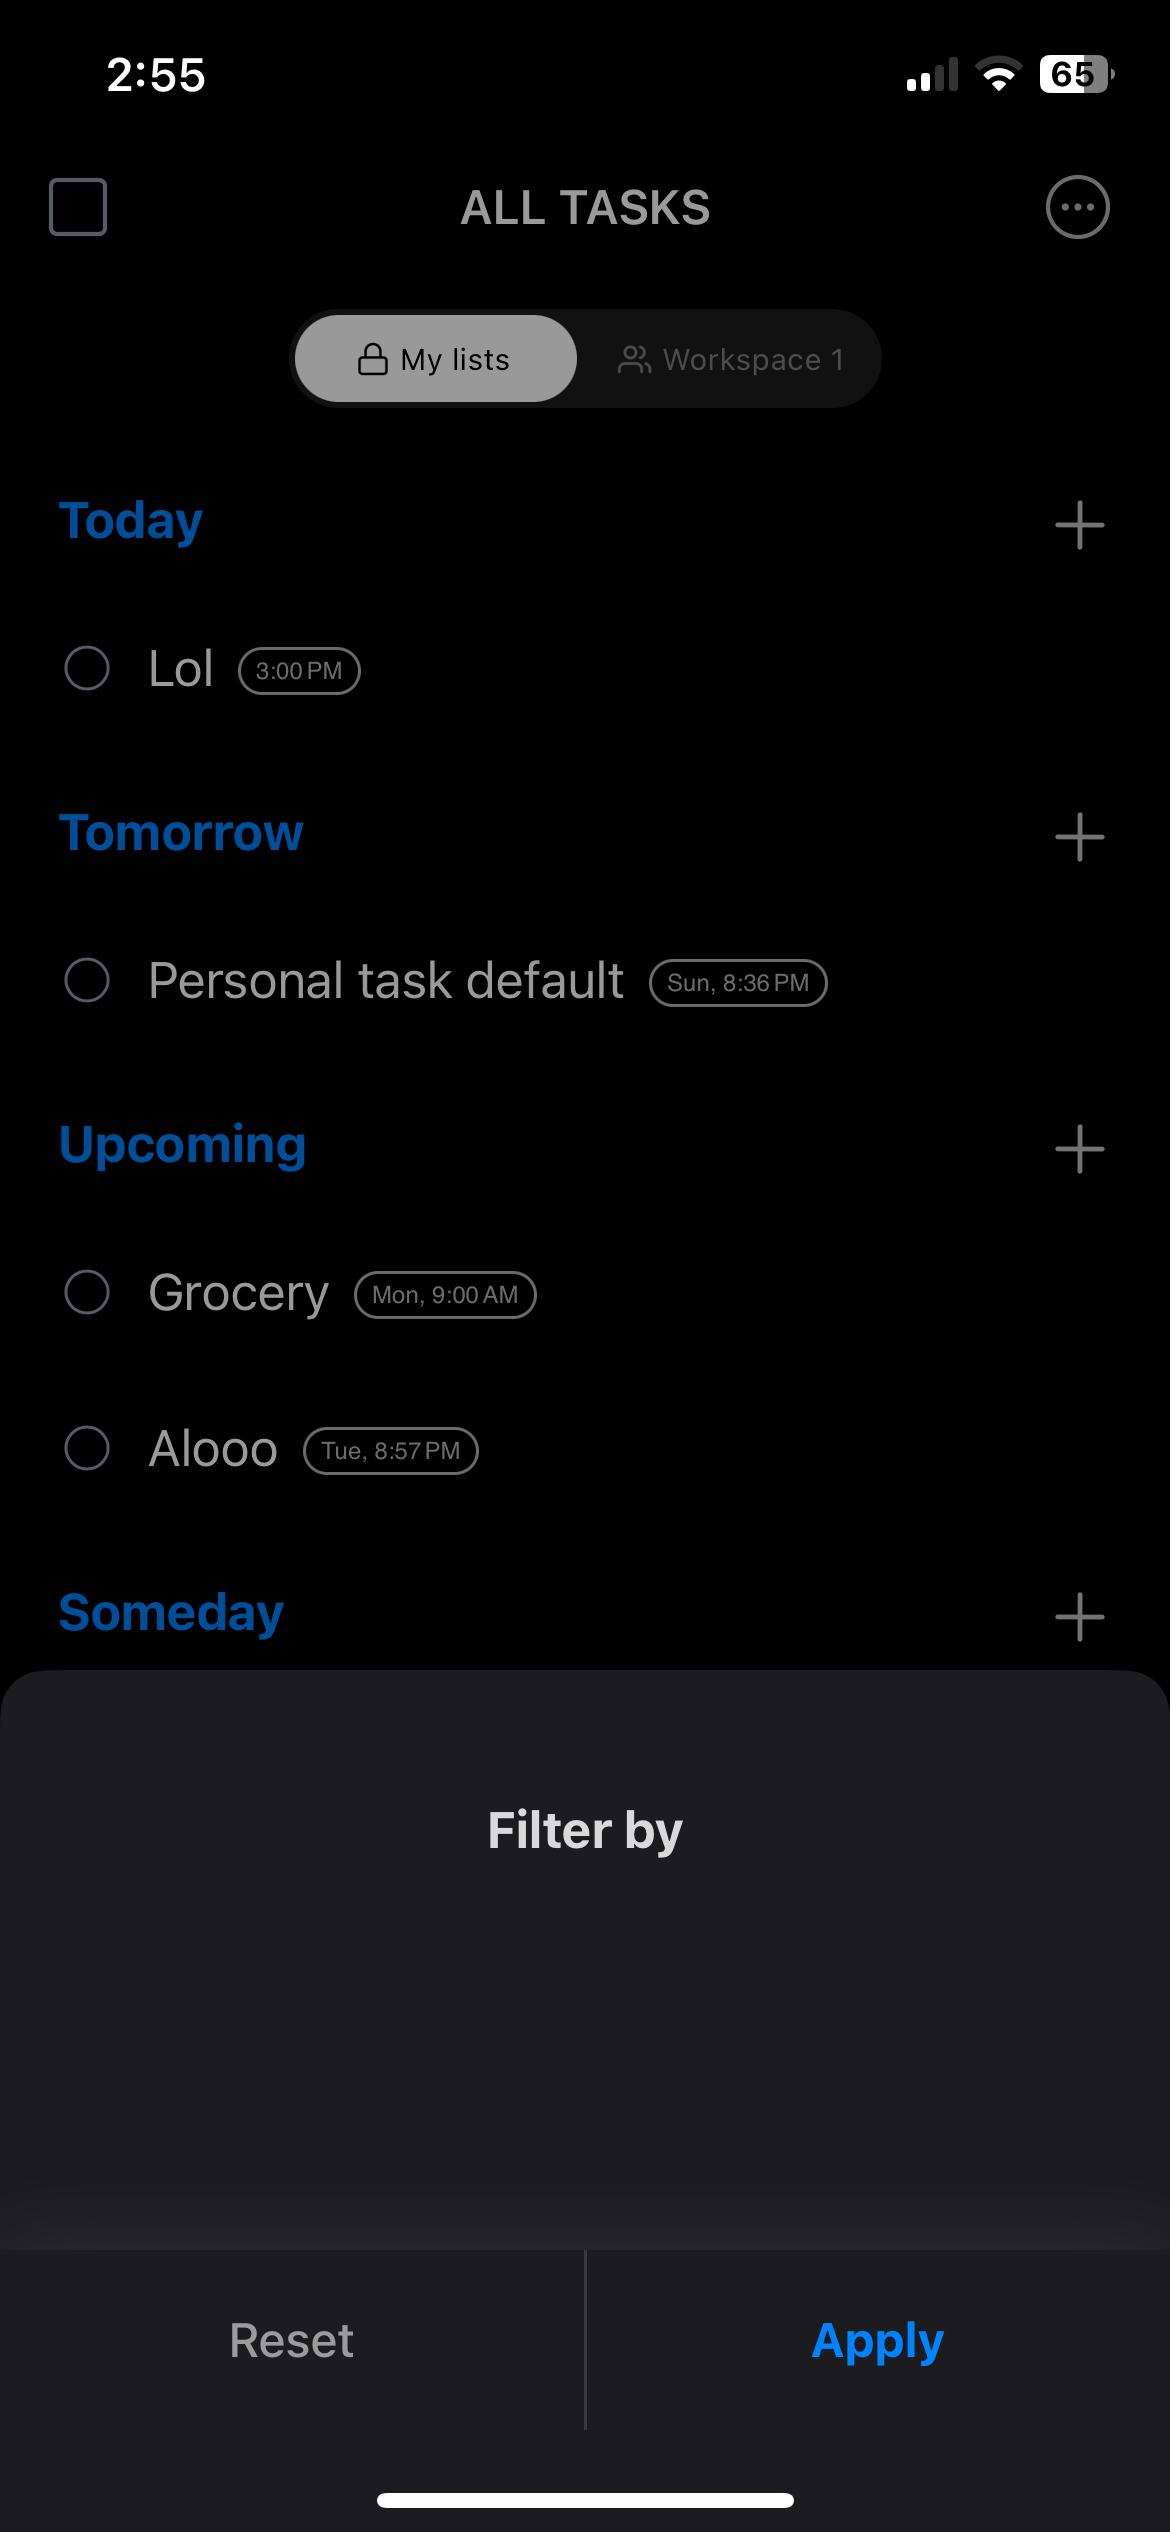 2:55
65
ALL TASKS
My lists
Workspace 1
Today
Lol 3:00 PM
Tomorrow
Personal task default Sun, 8:36 PM
Upcoming
Grocery Mon, 9:00 AM
Alooo Tue, 8:57 PM
Someday
Filter by
Reset
Apply